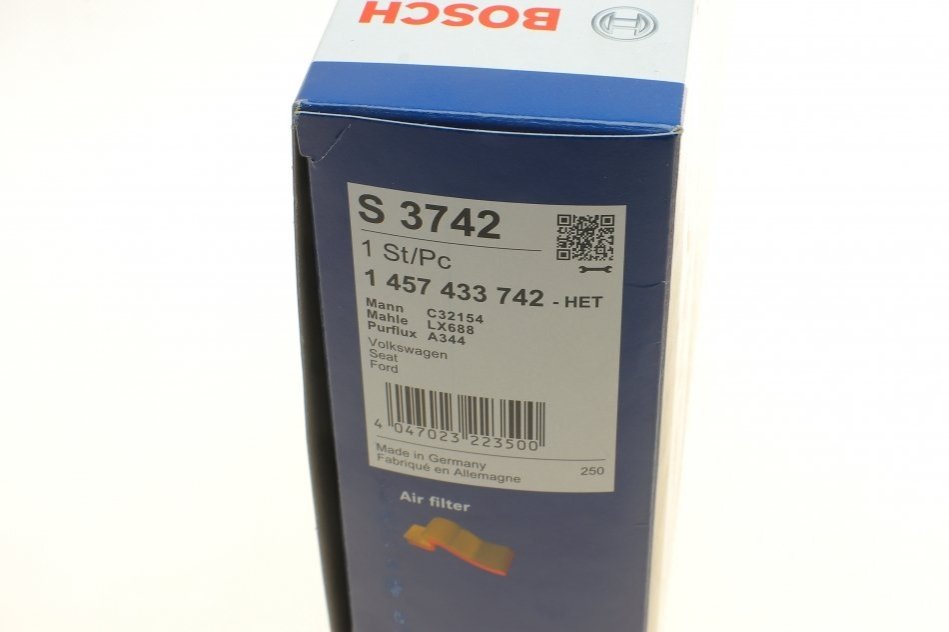 BOSCH
S 3742
1 St/Pc
1 457 433 742 - HET
Mann C32154
Mahle LX688
Purflux A344
Volkswagen
Seat
Ford
4 047023 223500
Made in Germany
Fabriqué en Allemagne
250
Air filter